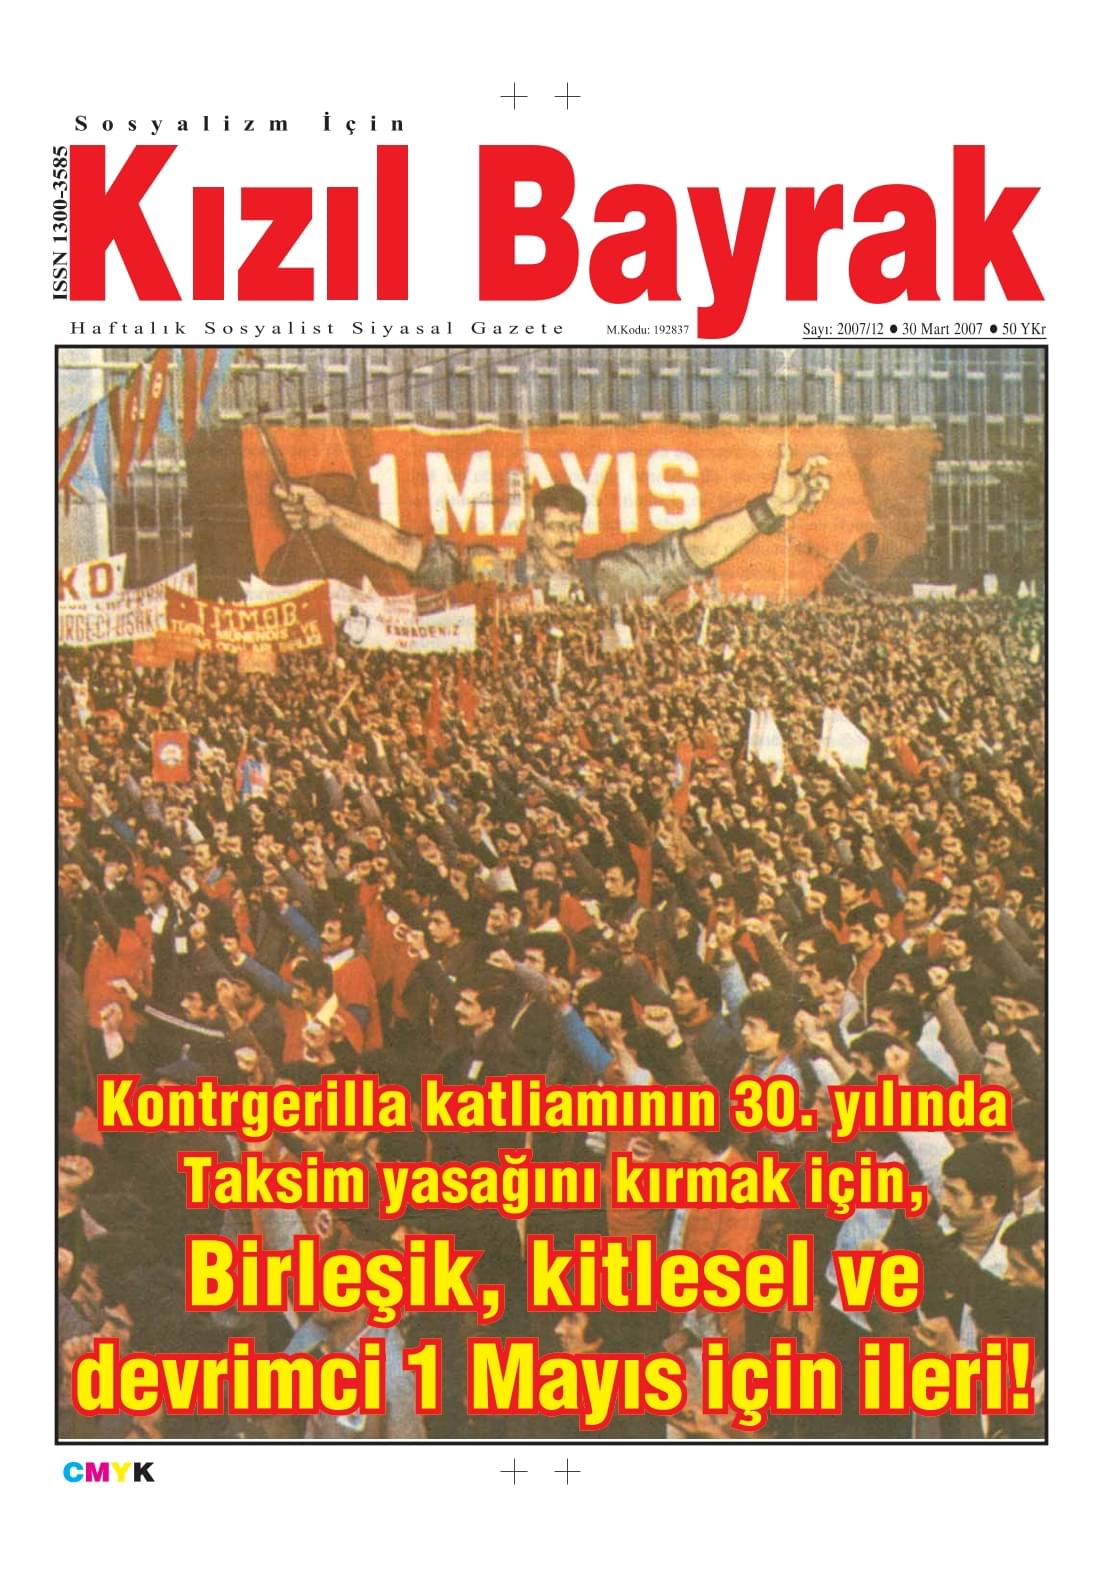 Sosyalizm İçin
ISSN 1300-3585
Kızıl Bayrak
Haftalık Sosyalist Siyasal Gazete
M.Kodu: 192837
Sayı: 2007/12 ● 30 Mart 2007 ● 50 YKr
1 MAYIS
K.D.
TMMOB
KARADENİZ
Kontrgerilla katliamının 30. yılında
Taksim yasağını kırmak için,
Birleşik, kitlesel ve
devrimci 1 Mayıs için ileri!
CMYK